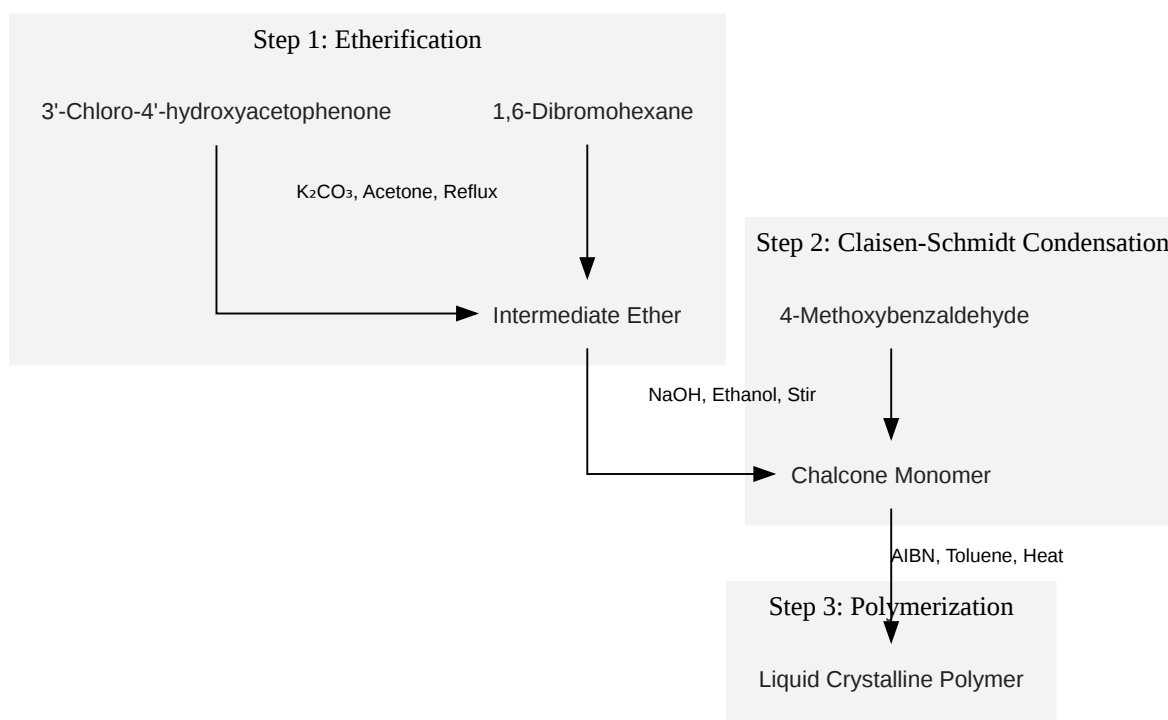 Step 1: Etherification
3'-Chloro-4'-hydroxyacetophenone
1,6-Dibromohexane
K₂CO₃, Acetone, Reflux
Intermediate Ether
Step 2: Claisen-Schmidt Condensation
4-Methoxybenzaldehyde
NaOH, Ethanol, Stir
Chalcone Monomer
AIBN, Toluene, Heat
Step 3: Polymerization
Liquid Crystalline Polymer